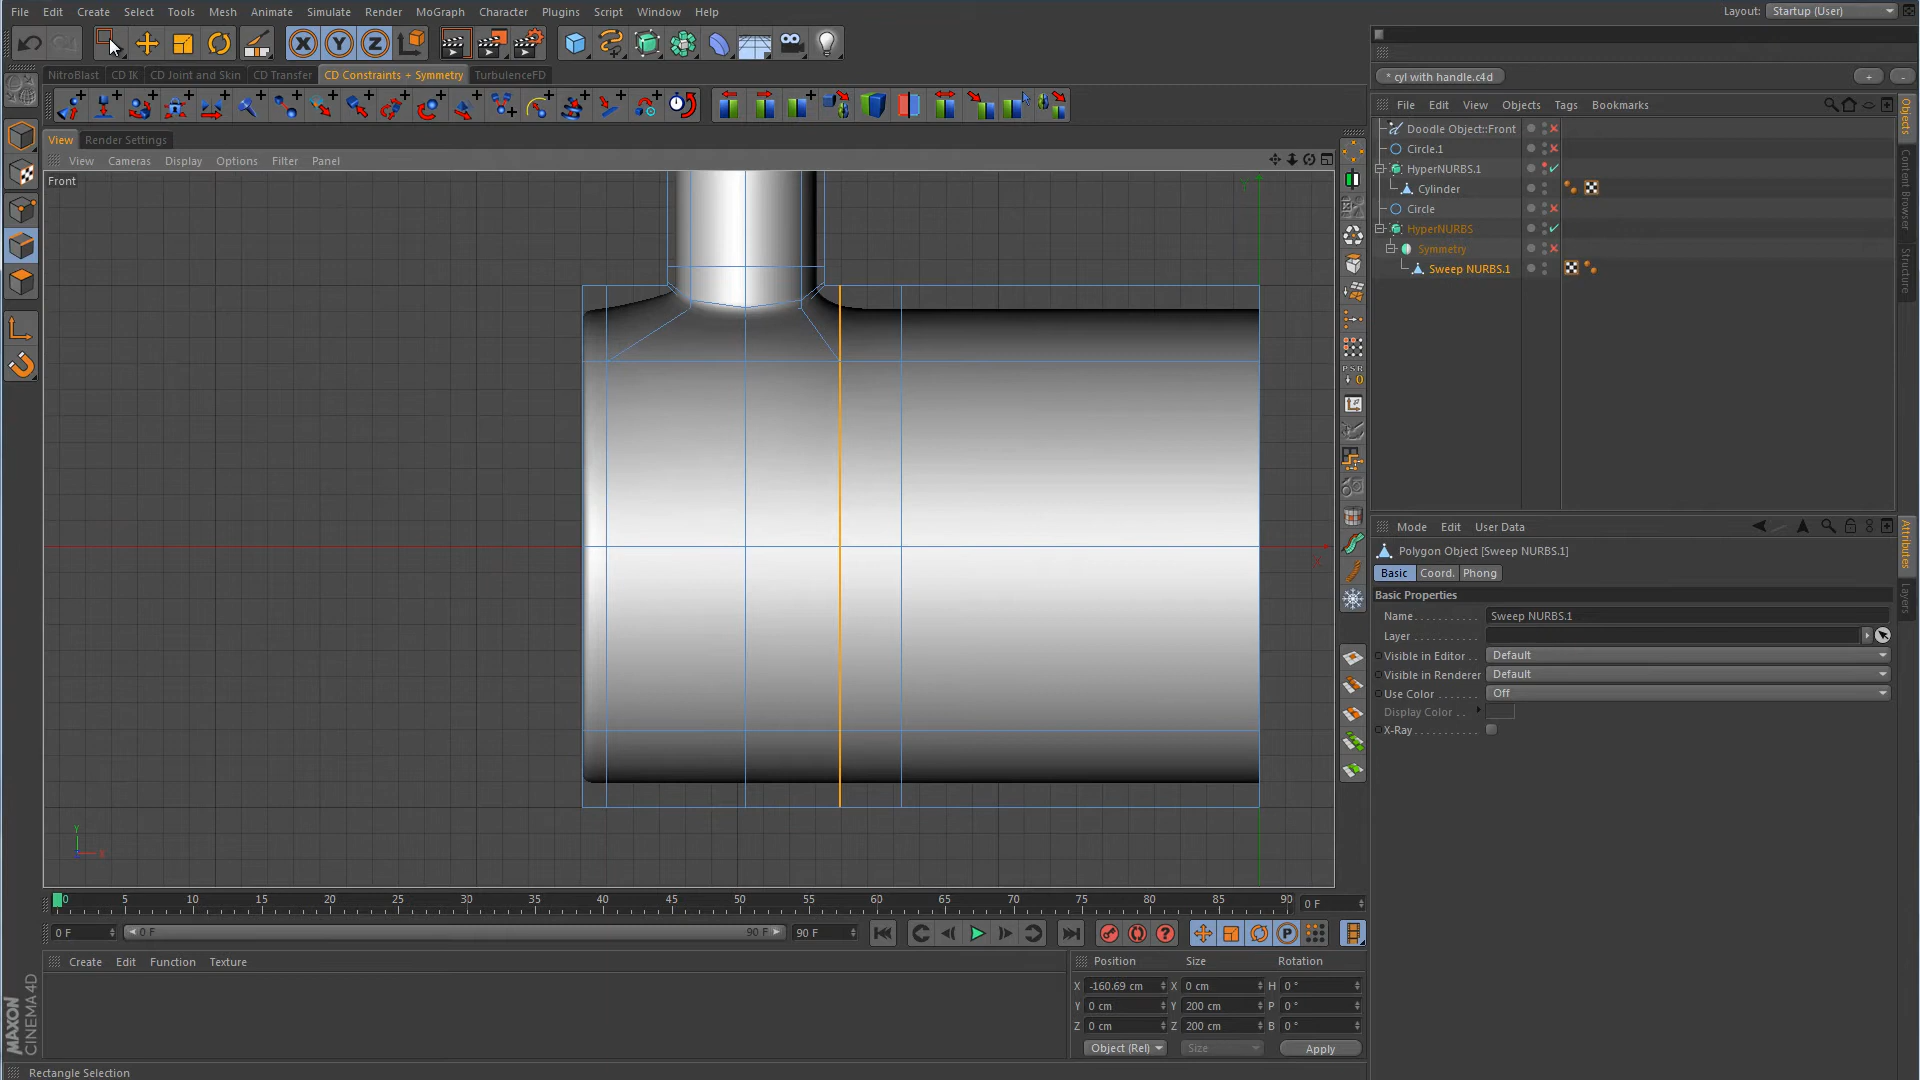 File Edit Create Select Tools Mesh Animate Simulate Render MoGraph Character Plugins Script Window Help
Layout: Startup (User)
NitroBlast CD IK CD Joint and Skin CD Transfer CD Constraints + Symmetry TurbulenceFD
* cyl with handle.c4d
+ -
File Edit View Objects Tags Bookmarks
View Render Settings
View Cameras Display Options Filter Panel
Front
Doodle Object::Front
Circle.1
HyperNURBS.1
Cylinder
Circle
HyperNURBS
Symmetry
Sweep NURBS.1
Objects
Content Browser
Structure
PSR
0
Mode Edit User Data
Polygon Object [Sweep NURBS.1]
Basic Coord. Phong
Basic Properties
Name Sweep NURBS.1
Layer
Visible in Editor Default
Visible in Renderer Default
Use Color Off
Display Color
X-Ray
Attributes
Layers
Y
X
X
0 5 10 15 20 25 30 35 40 45 50 55 60 65 70 75 80 85 90
0 F
0 F 0 F 90 F 90 F
Create Edit Function Texture
Position Size Rotation
X -160.69 cm X 0 cm H 0 °
Y 0 cm Y 200 cm P 0 °
Z 0 cm Z 200 cm B 0 °
Object (Rel) Size Apply
MAXON
CINEMA 4D
Rectangle Selection